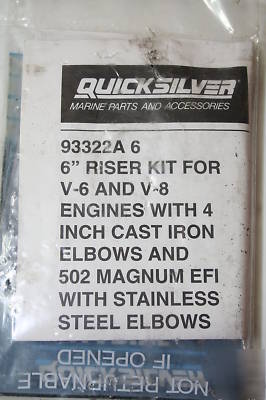 QUICKSILVER
MARINE PARTS AND ACCESSORIES
93322A 6
6" RISER KIT FOR
V-6 AND V-8
ENGINES WITH 4
INCH CAST IRON
ELBOWS AND
502 MAGNUM EFI
WITH STAINLESS
STEEL ELBOWS
NOT RETURNABLE
IF OPENED